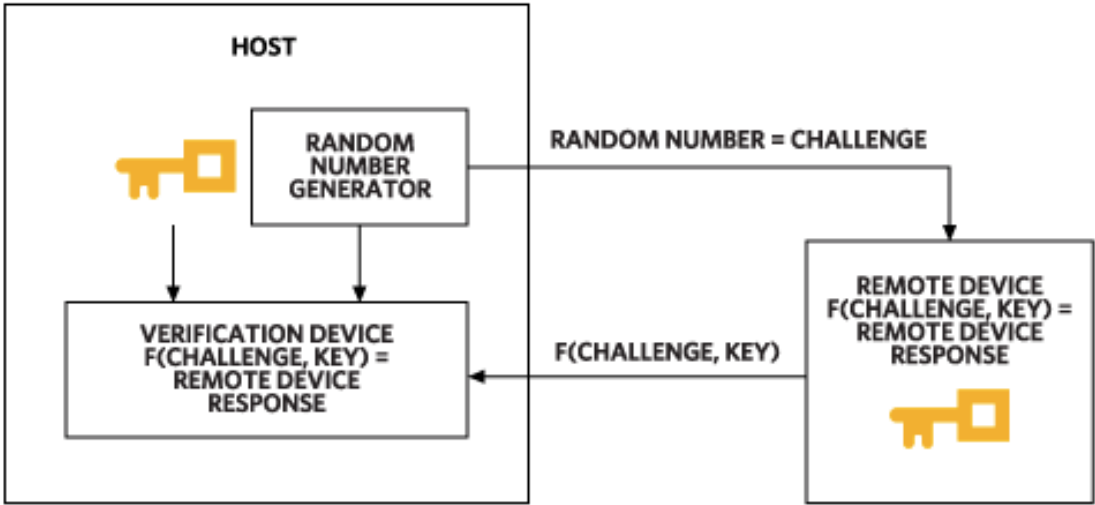 HOST
RANDOM
NUMBER
GENERATOR
RANDOM NUMBER = CHALLENGE
REMOTE DEVICE
F(CHALLENGE, KEY) =
REMOTE DEVICE
RESPONSE
VERIFICATION DEVICE
F(CHALLENGE, KEY) =
REMOTE DEVICE
RESPONSE
F(CHALLENGE, KEY)